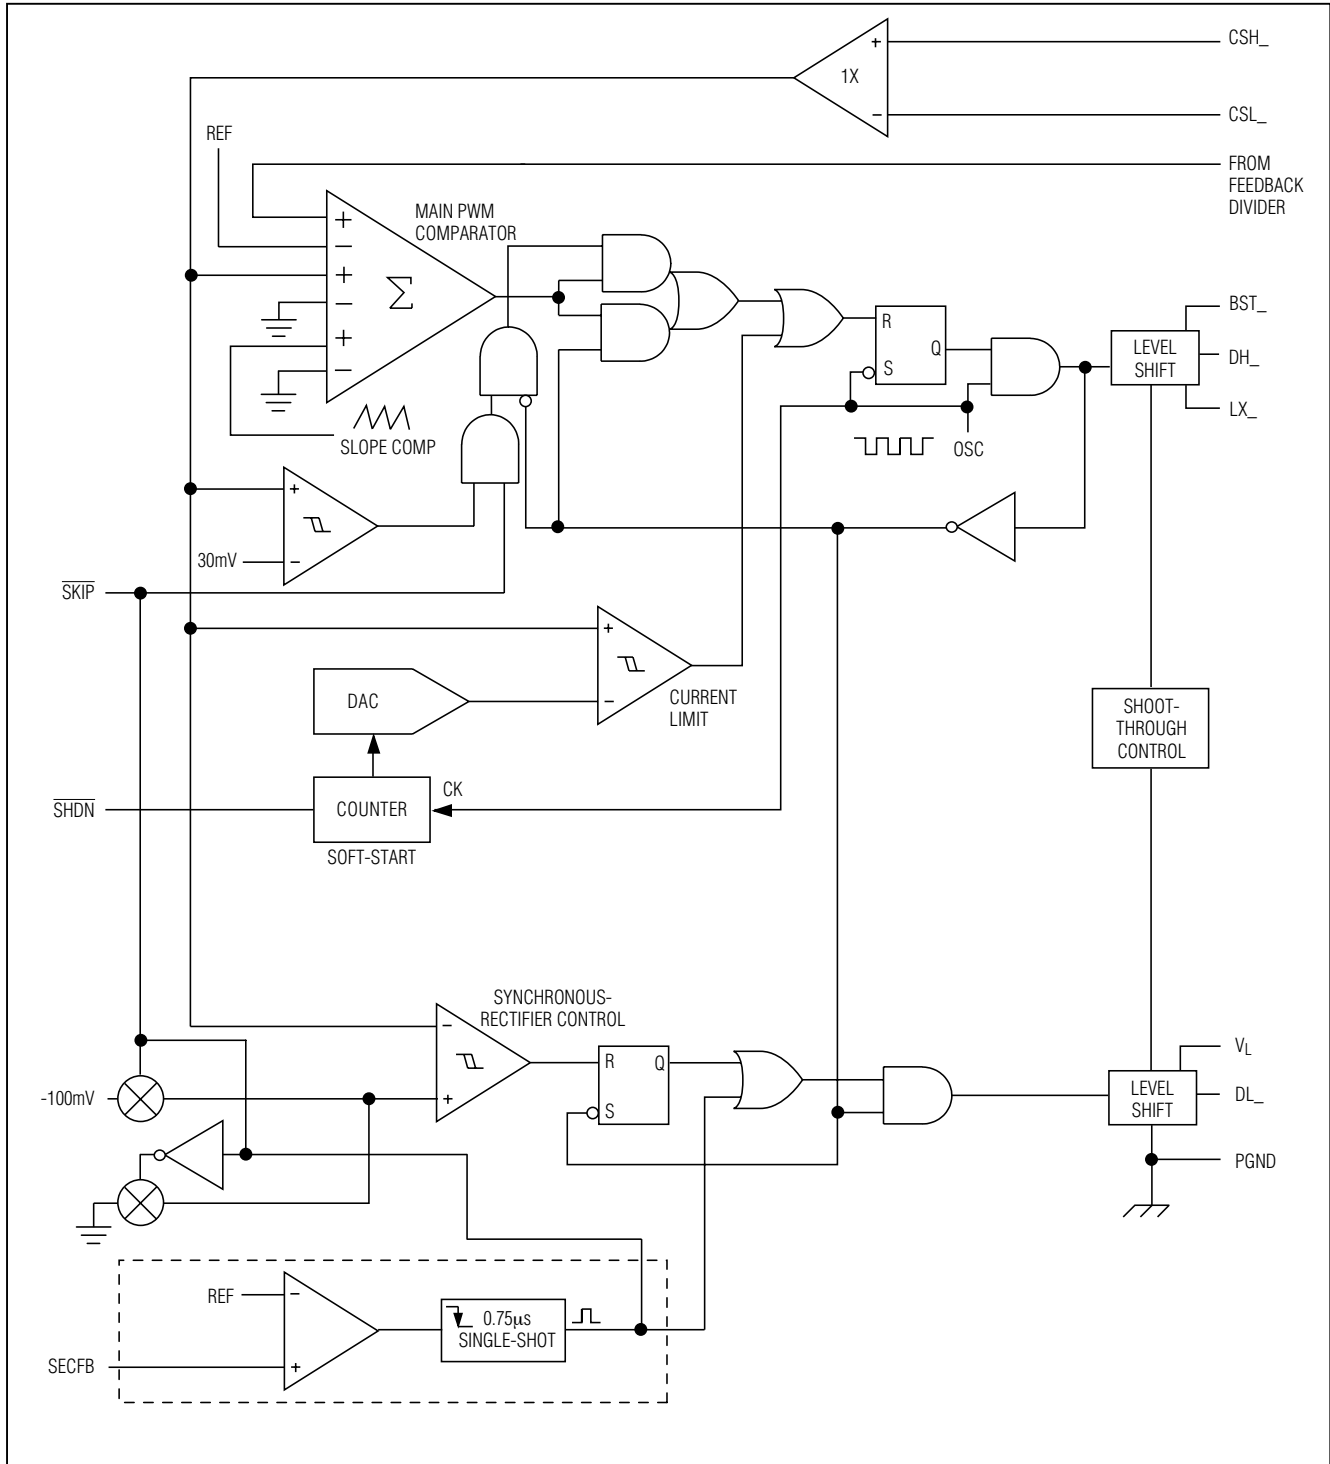 CSH_
+
1X
−
CSL_
REF
FROM
FEEDBACK
DIVIDER
MAIN PWM
COMPARATOR
+
−
+
−
+
−
Σ
BST_
R
Q
S
LEVEL
SHIFT
DH_
LX_
SLOPE COMP
OSC
+
30mV
−
SKIP
+
−
DAC
CURRENT
LIMIT
SHOOT-
THROUGH
CONTROL
CK
SHDN
COUNTER
SOFT-START
SYNCHRONOUS-
RECTIFIER CONTROL
−
+
R
Q
S
VL
-100mV
LEVEL
SHIFT
DL_
PGND
REF
−
0.75μs
SINGLE-SHOT
SECFB
+